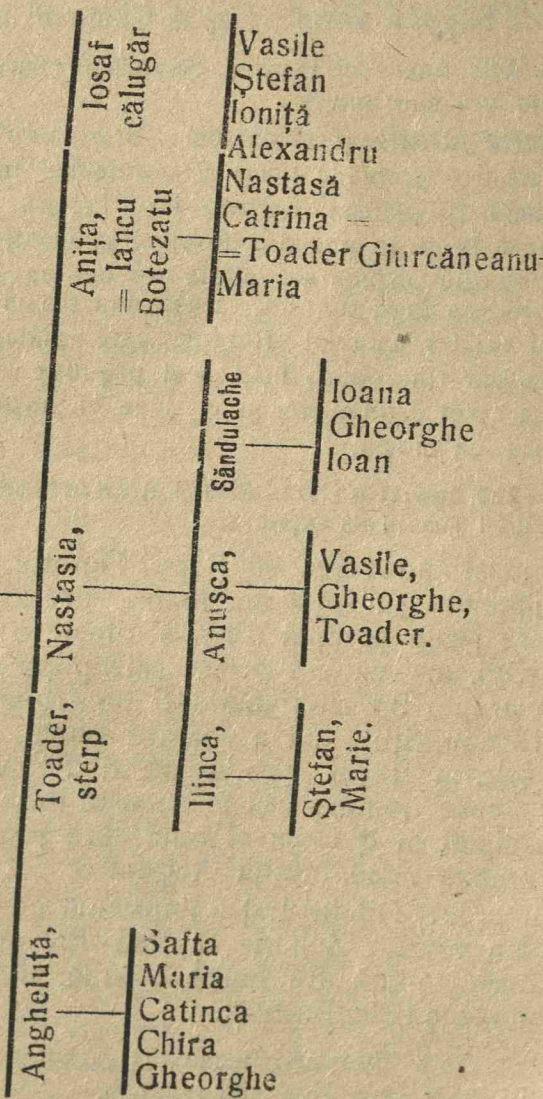 Iosaf
călugăr
Vasile
Ștefan
Ioniță
Alexandru
Nastasă
Catrina =
=Toader Giurcăneanu-
Maria
Anița,
= Iancu
Botezatu
Săndulache
Ioana
Gheorghe
Ioan
Nastasia,
Anușca,
Vasile,
Gheorghe,
Toader.
Toader,
sterp
Ilinca,
Ștefan,
Marie.
Angheluță,
Safta
Maria
Catinca
Chira
Gheorghe